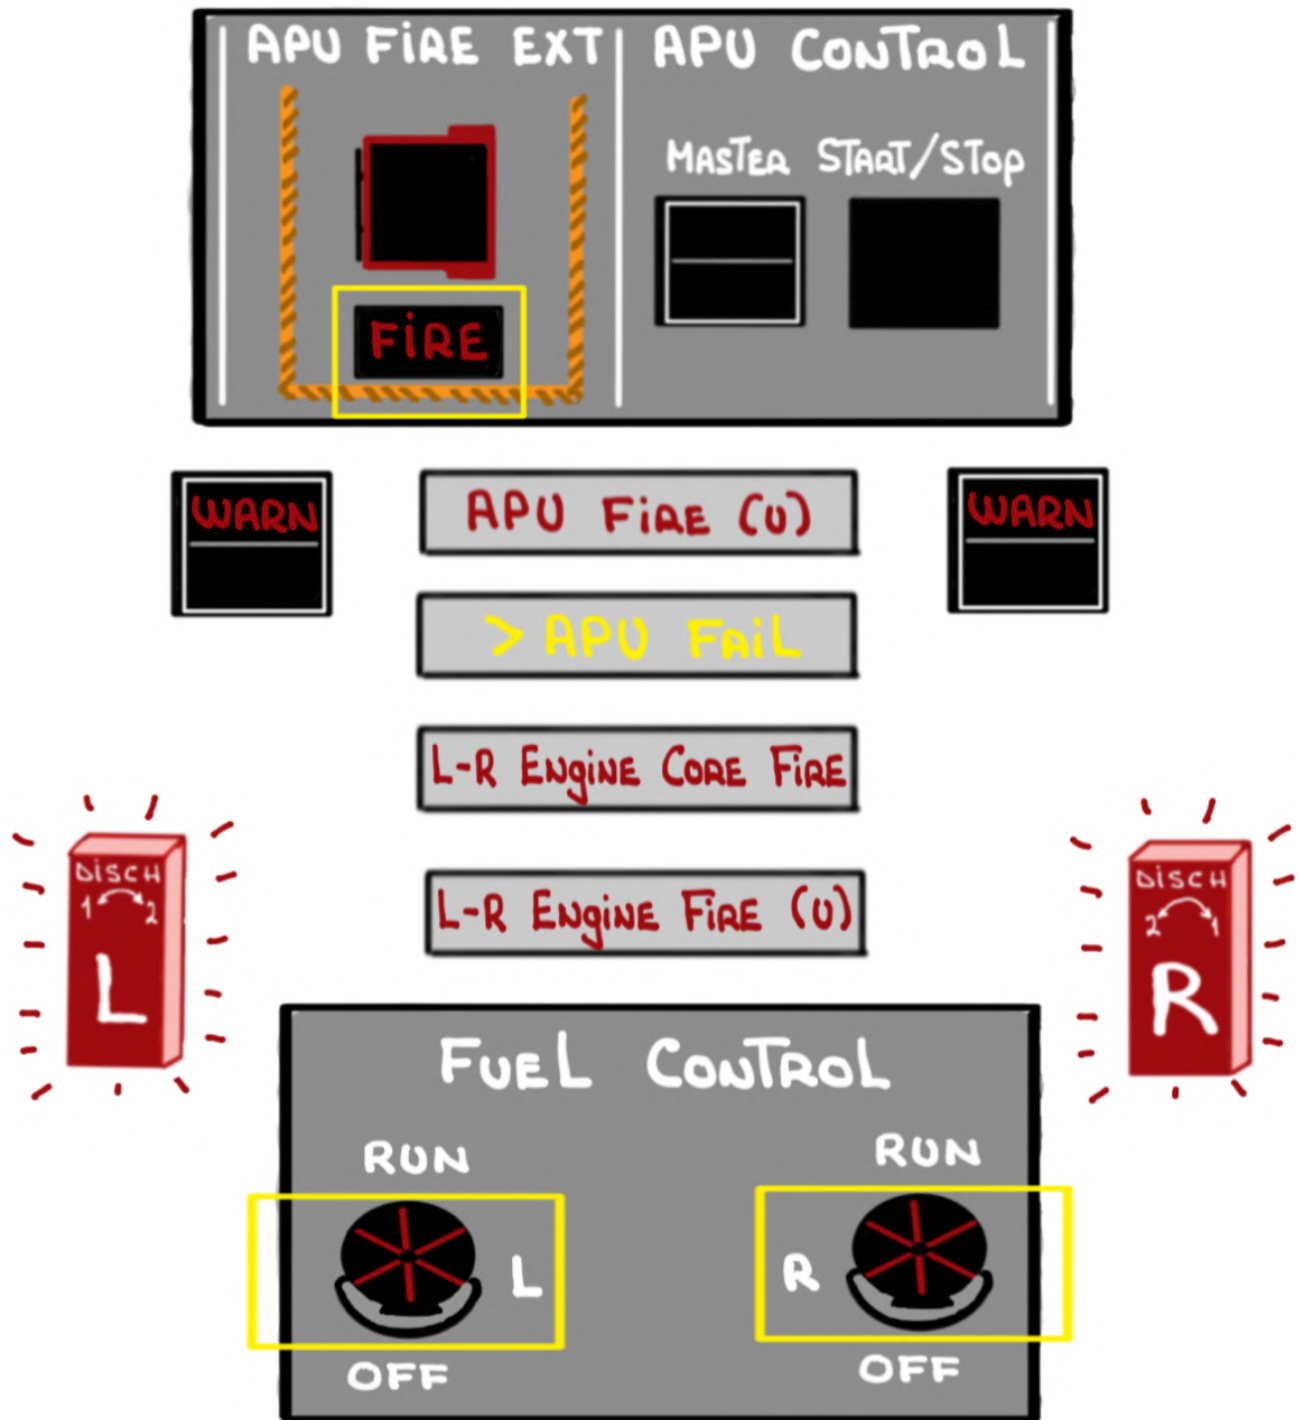 APU FIRE EXT
APU CONTROL
MASTER START/STOP
FIRE
WARN
APU FIRE (U)
WARN
> APU FAIL
L-R ENGINE CORE FIRE
DISCH
1 2
L
L-R ENGINE FIRE (U)
DISCH
2 1
R
FUEL CONTROL
RUN
RUN
L
R
OFF
OFF